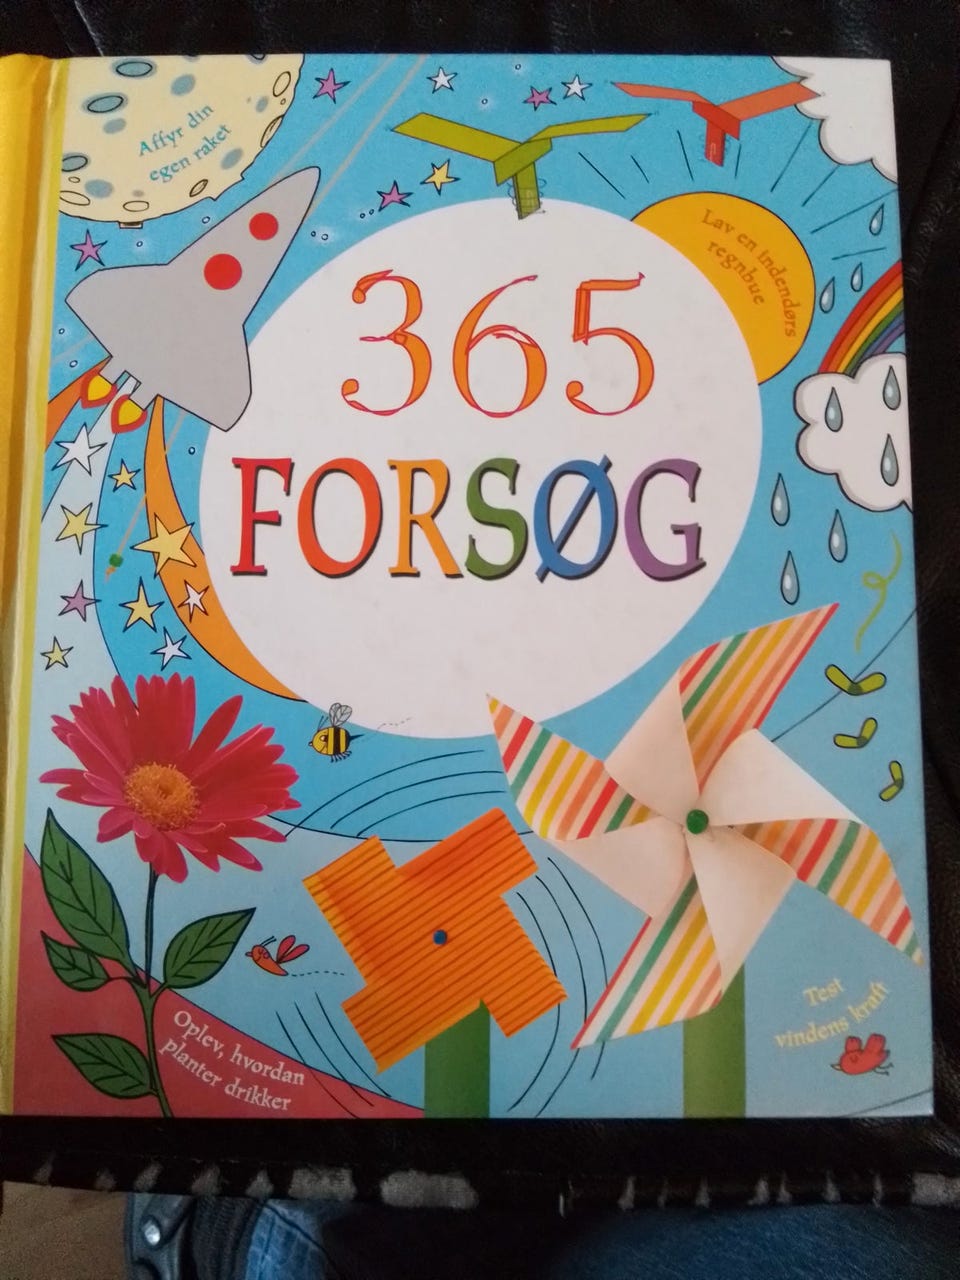 Affyr din
egen raket
Lav en indendørs
regnbue
365
FORSØG
Oplev, hvordan
planter drikker
Test
vindens kraft